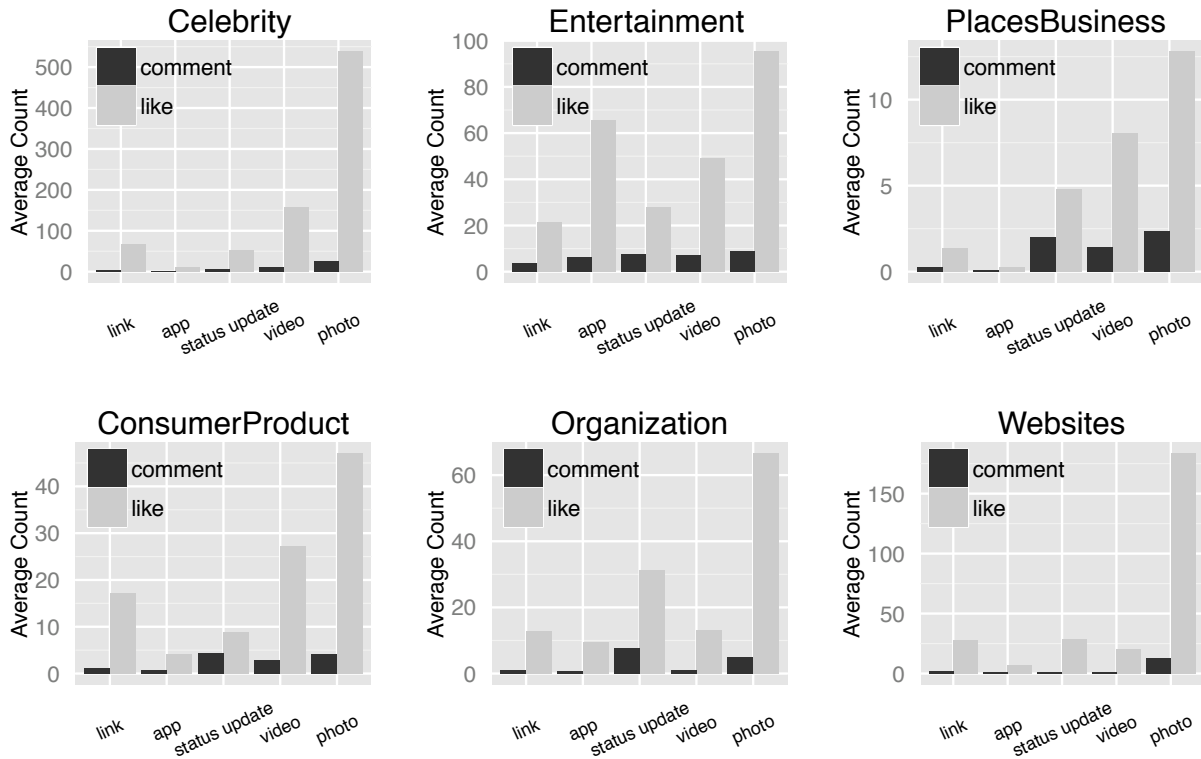 Celebrity
Average Count
500
400
300
200
100
0
comment
like
link
app
status update
video
photo
Entertainment
Average Count
100
80
60
40
20
0
comment
like
link
app
status update
video
photo
PlacesBusiness
Average Count
10
5
0
comment
like
link
app
status update
video
photo
ConsumerProduct
Average Count
40
30
20
10
0
comment
like
link
app
status update
video
photo
Organization
Average Count
60
40
20
0
comment
like
link
app
status update
video
photo
Websites
Average Count
150
100
50
0
comment
like
link
app
status update
video
photo